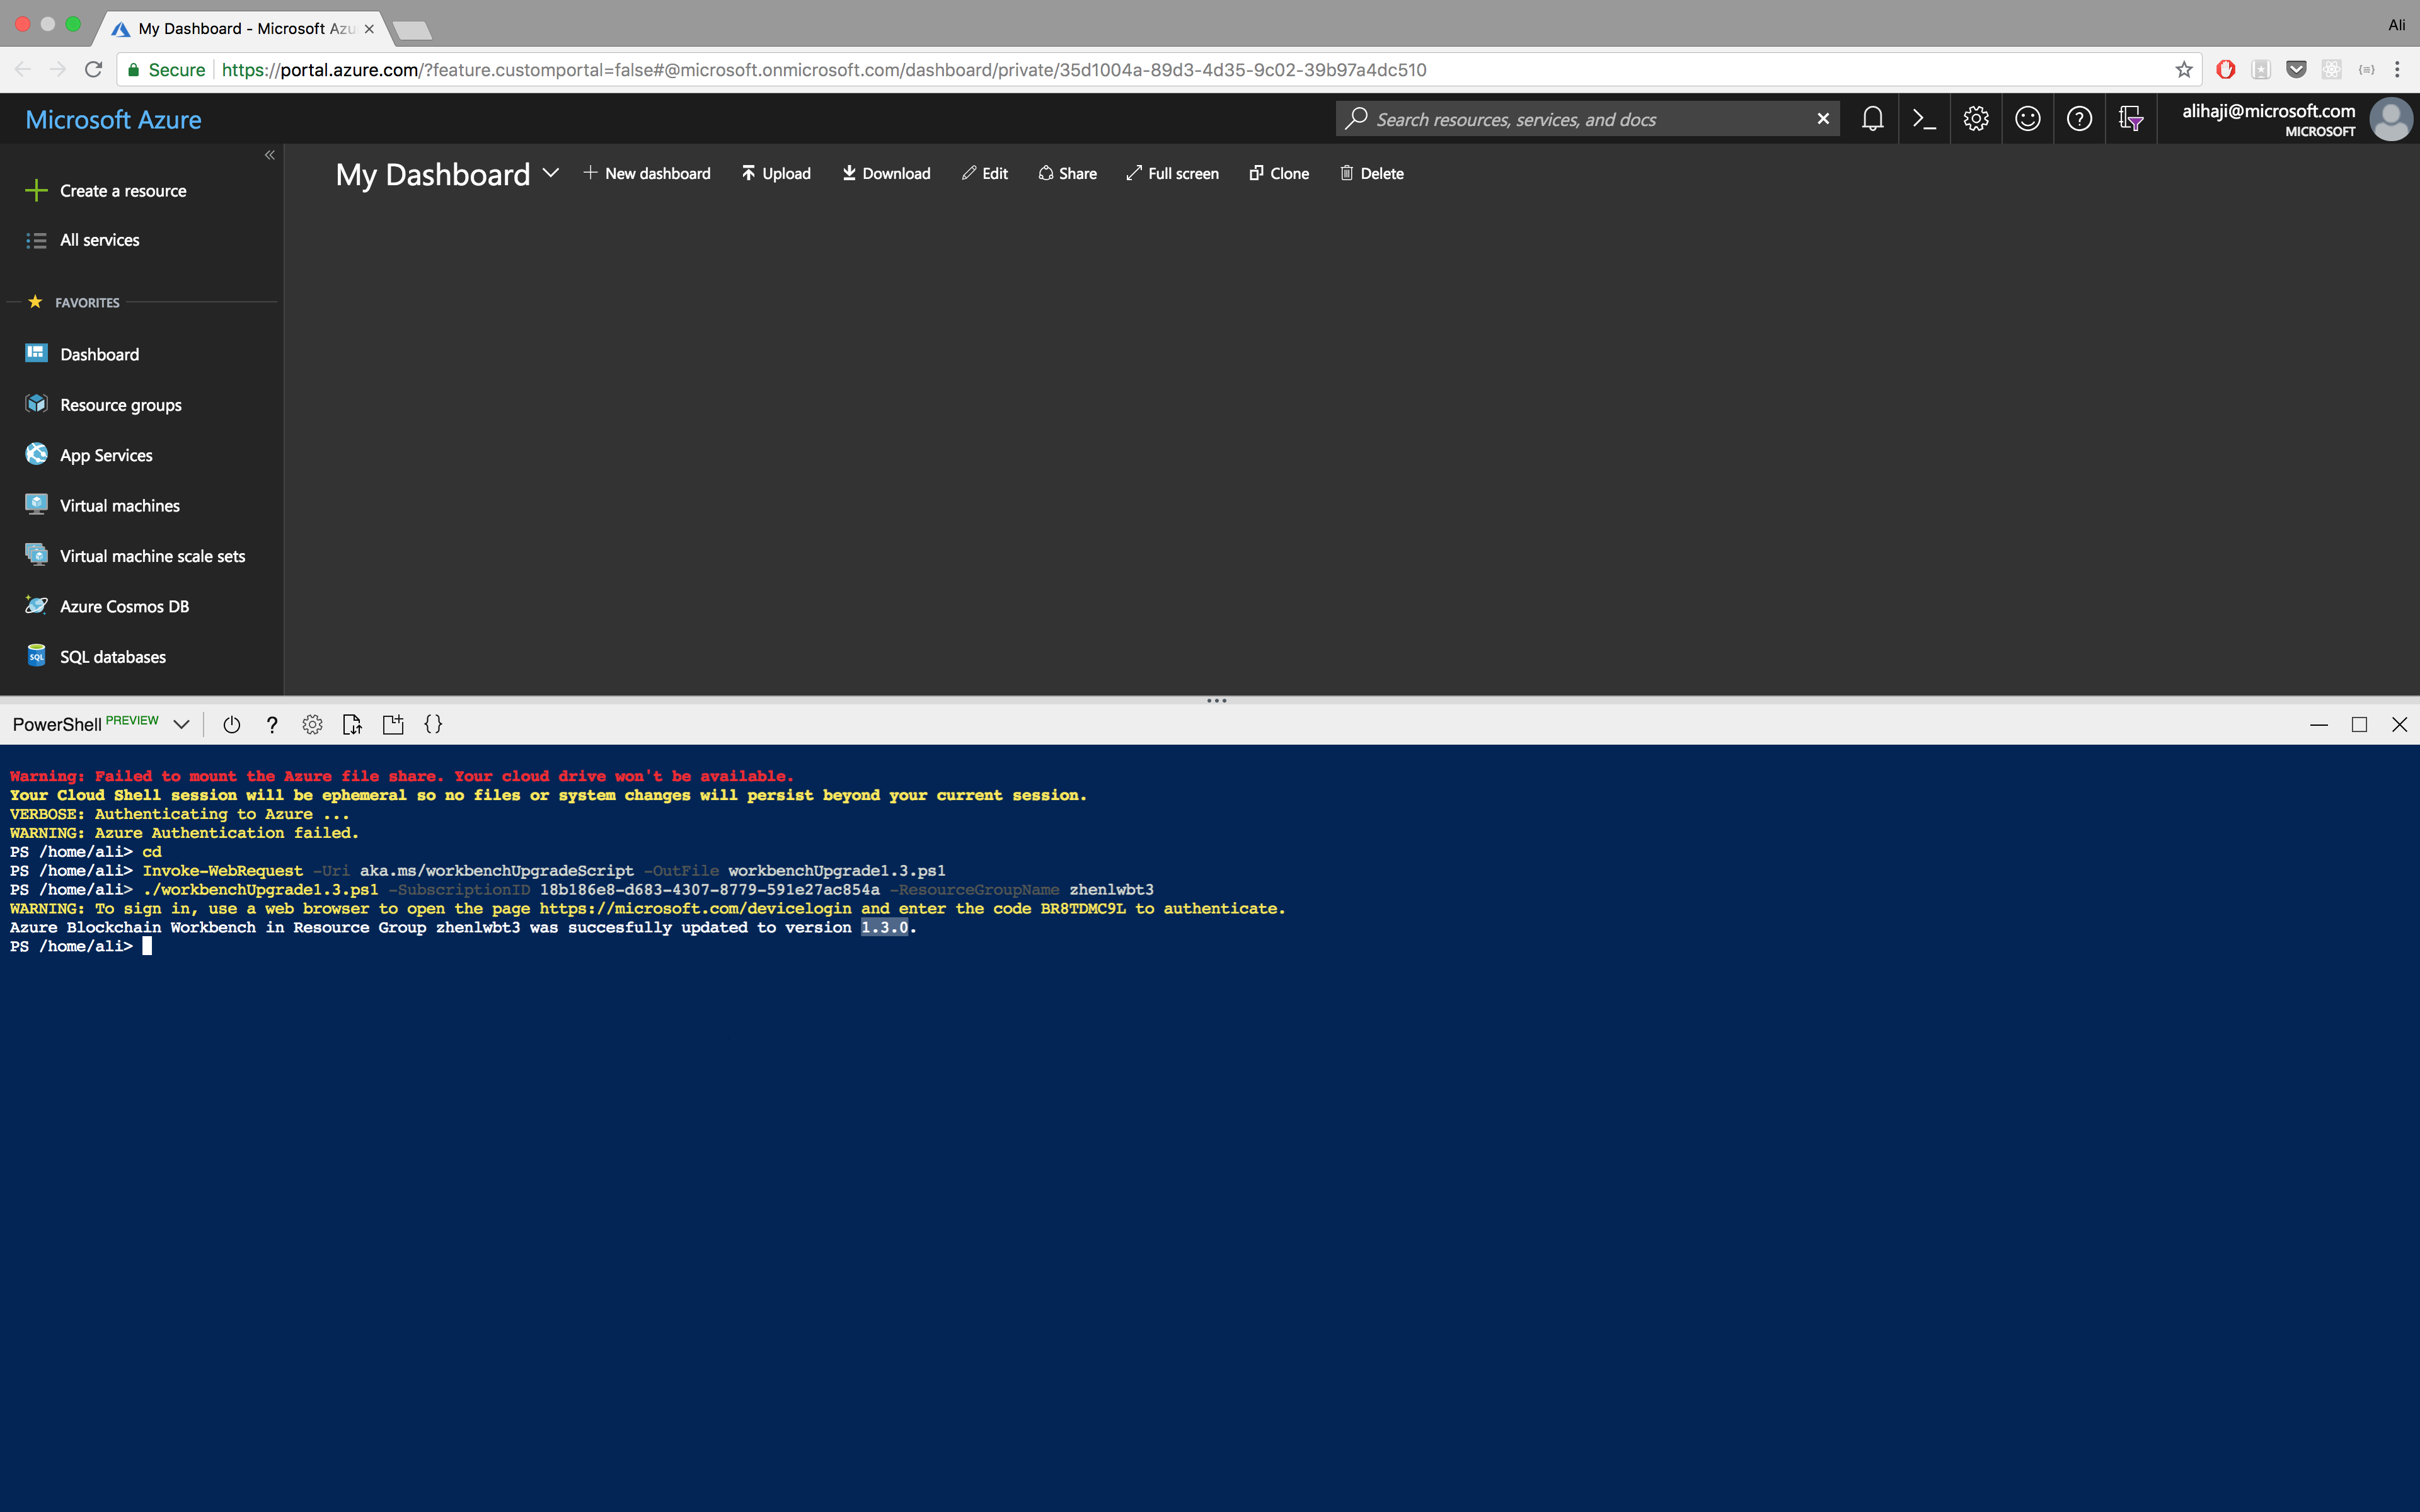 My Dashboard - Microsoft Azu
Ali
Secure https://portal.azure.com/?feature.customportal=false#@microsoft.onmicrosoft.com/dashboard/private/35d1004a-89d3-4d35-9c02-39b97a4dc510
Microsoft Azure
Search resources, services, and docs
alihaji@microsoft.com
MICROSOFT
Create a resource
All services
FAVORITES
Dashboard
Resource groups
App Services
Virtual machines
Virtual machine scale sets
Azure Cosmos DB
SQL databases
My Dashboard New dashboard Upload Download Edit Share Full screen Clone Delete
PowerShell PREVIEW ? {}
Warning: Failed to mount the Azure file share. Your cloud drive won't be available.
Your Cloud Shell session will be ephemeral so no files or system changes will persist beyond your current session.
VERBOSE: Authenticating to Azure ...
WARNING: Azure Authentication failed.
PS /home/ali> cd
PS /home/ali> Invoke-WebRequest -Uri aka.ms/workbenchUpgradeScript -OutFile workbenchUpgrade1.3.ps1
PS /home/ali> ./workbenchUpgrade1.3.ps1 -SubscriptionID 18b186e8-d683-4307-8779-591e27ac854a -ResourceGroupName zhenlwbt3
WARNING: To sign in, use a web browser to open the page https://microsoft.com/devicelogin and enter the code BR8TDMC9L to authenticate.
Azure Blockchain Workbench in Resource Group zhenlwbt3 was succesfully updated to version 1.3.0.
PS /home/ali>